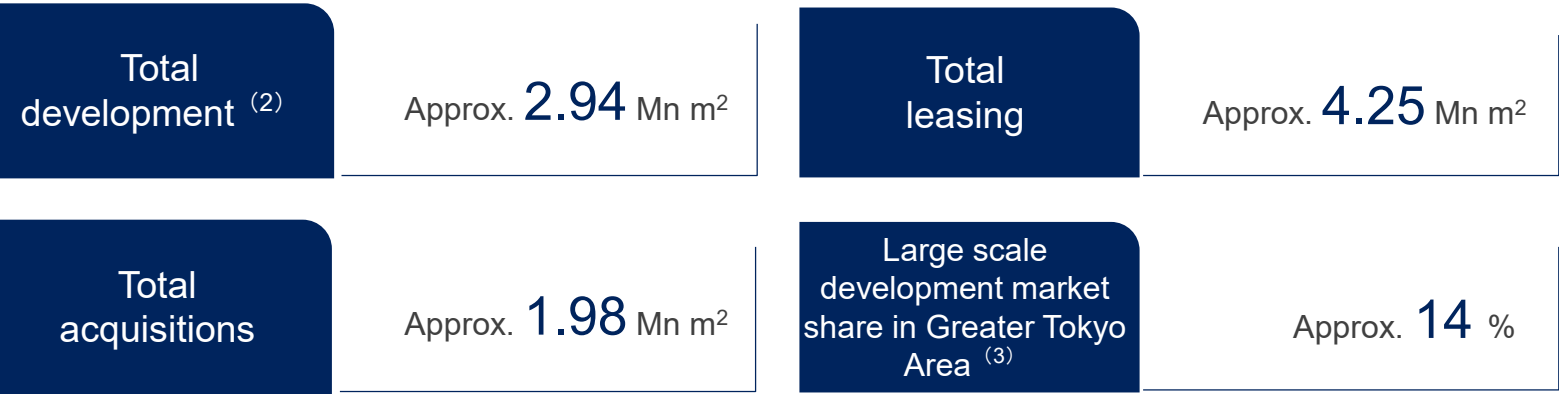 Total
development（2）
Approx. 2.94 Mn m²
Total
leasing
Approx. 4.25 Mn m²
Total
acquisitions
Approx. 1.98 Mn m²
Large scale
development market
share in Greater Tokyo
Area（3）
Approx. 14 %